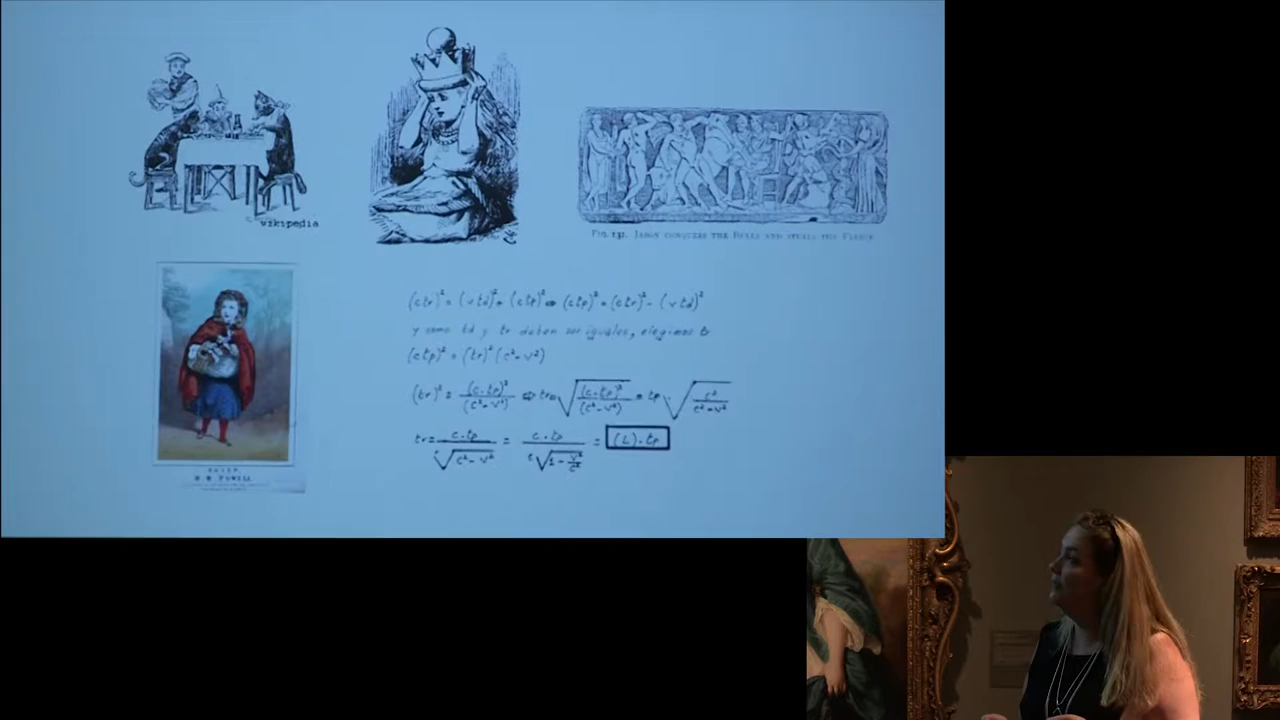 wikipedia
FIG. 131. JASON CONQUERS THE BULLS AND STEALS THE FLEECE
(ctr)² = (vtd)² + (ctp)² ⇒ (ctp)² = (ctr)² - (vtd)²
y como td y tr deben ser iguales, elegimos tr
(ctp)² = (tr)² (c² - v²)
(tr)² = (c·tp)²/(c² - v²) ⇒ tr = √((c·tp)²/(c² - v²)) = tp·√(c²/(c² - v²))
tr = c·tp/√(c² - v²) = c·tp/c√(1 - v²/c²) = (L)·tp